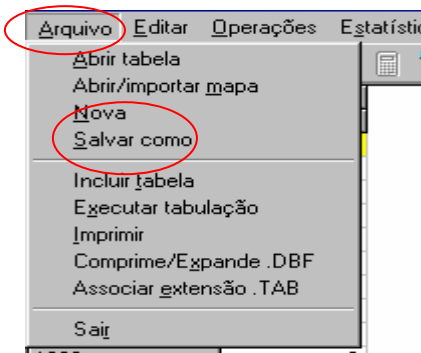 Arquivo Editar Operações Estatístic
Abrir tabela
Abrir/importar mapa
Nova
Salvar como
Incluir tabela
Executar tabulação
Imprimir
Comprime/Expande .DBF
Associar extensão .TAB
Sair